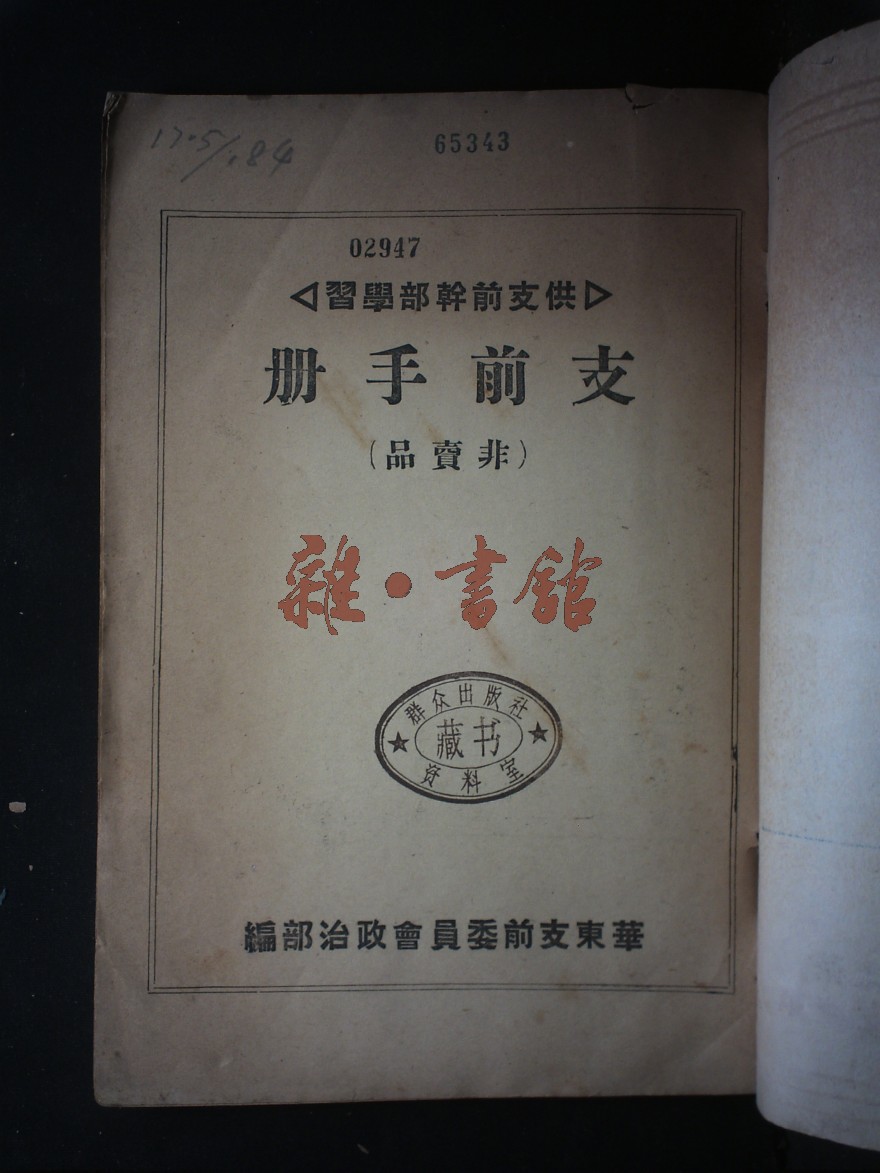 17.5/.84
65343
02947
▷供支前幹部學習◁
支前手册
(非賣品)
雜·書館
群众出版社
藏书
资料室
華東支前委員會政治部編